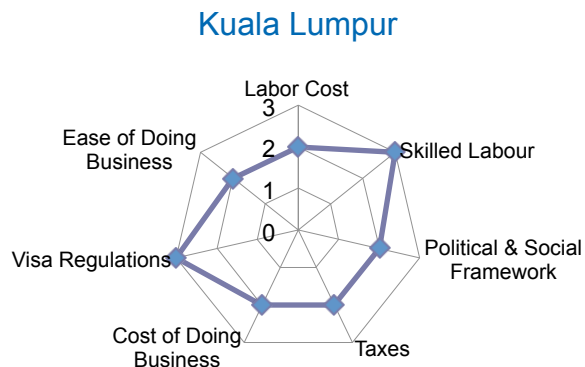 Kuala Lumpur
Labor Cost
3
2
1
0
Skilled Labour
Political & Social
Framework
Taxes
Cost of Doing
Business
Visa Regulations
Ease of Doing
Business